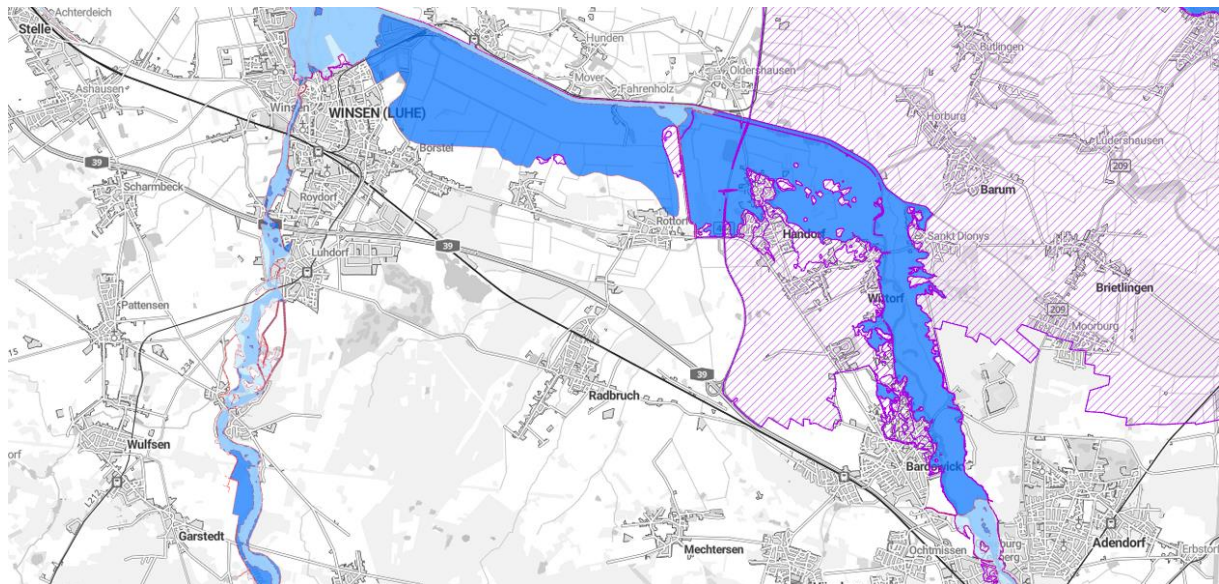 Achterdeich
Stelle
Hunden
Bütlingen
Mover
Oldershausen
Ashausen
Fahrenholz
Winsen
WINSEN (LUHE)
Horburg
Borstel
Lüdershausen
39
209
Scharmbeck
Barum
Roydorf
Rottorf
Handorf
Sankt Dionys
39
Luhdorf
Brietlingen
Pattensen
Wittorf
209
Moorburg
15
234
39
Radbruch
Wulfsen
Bardowick
L212
Garstedt
Mechtersen
Ochtmissen
Adendorf
Erbstorf